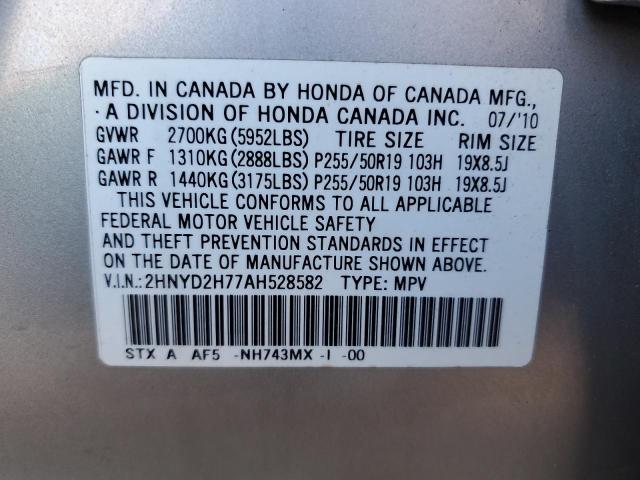 MFD. IN CANADA BY HONDA OF CANADA MFG.,
· A DIVISION OF HONDA CANADA INC. 07/'10
GVWR 2700KG(5952LBS) TIRE SIZE RIM SIZE
GAWR F 1310KG(2888LBS) P255/50R19 103H 19X8.5J
GAWR R 1440KG(3175LBS) P255/50R19 103H 19X8.5J
THIS VEHICLE CONFORMS TO ALL APPLICABLE
FEDERAL MOTOR VEHICLE SAFETY
AND THEFT PREVENTION STANDARDS IN EFFECT
ON THE DATE OF MANUFACTURE SHOWN ABOVE.
V.I.N.:2HNYD2H77AH528582 TYPE: MPV
STX A AF5 -NH743MX -I -00